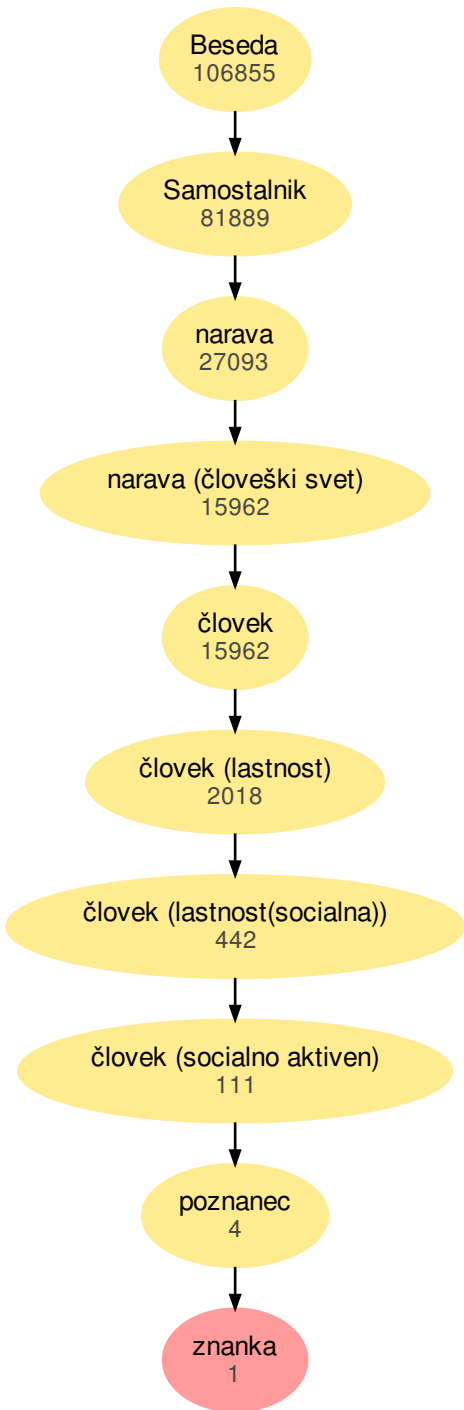 Beseda
106855
Samostalnik
81889
narava
27093
narava (človeški svet)
15962
človek
15962
človek (lastnost)
2018
človek (lastnost(socialna))
442
človek (socialno aktiven)
111
poznanec
4
znanka
1